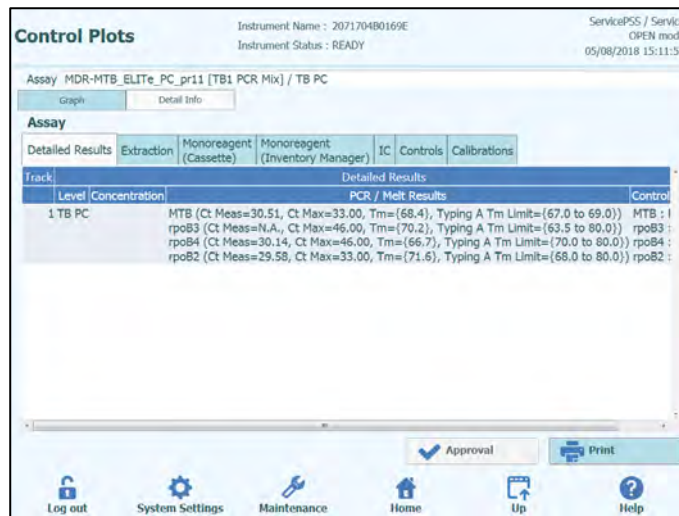 Control Plots
Instrument Name : 2071704B0169E
Instrument Status : READY
ServicePSS / Servic
OPEN mod
05/08/2018 15:11:5
Assay MDR-MTB_ELITe_PC_pr11 [TB1 PCR Mix] / TB PC
Graph Detail Info
Assay
Detailed Results Extraction Monoreagent (Cassette) Monoreagent (Inventory Manager) IC Controls Calibrations
Track Detailed Results
Level Concentration PCR / Melt Results Control
1 TB PC MTB (Ct Meas=30.51, Ct Max=33.00, Tm={68.4}, Typing A Tm Limit={67.0 to 69.0}) MTB :
rpoB3 (Ct Meas=N.A., Ct Max=46.00, Tm={70.2}, Typing A Tm Limit={63.5 to 80.0}) rpoB3 :
rpoB4 (Ct Meas=30.14, Ct Max=46.00, Tm={66.7}, Typing A Tm Limit={70.0 to 80.0}) rpoB4 :
rpoB2 (Ct Meas=29.58, Ct Max=33.00, Tm={71.6}, Typing A Tm Limit={68.0 to 80.0}) rpoB2 :
Approval Print
Log out System Settings Maintenance Home Up Help